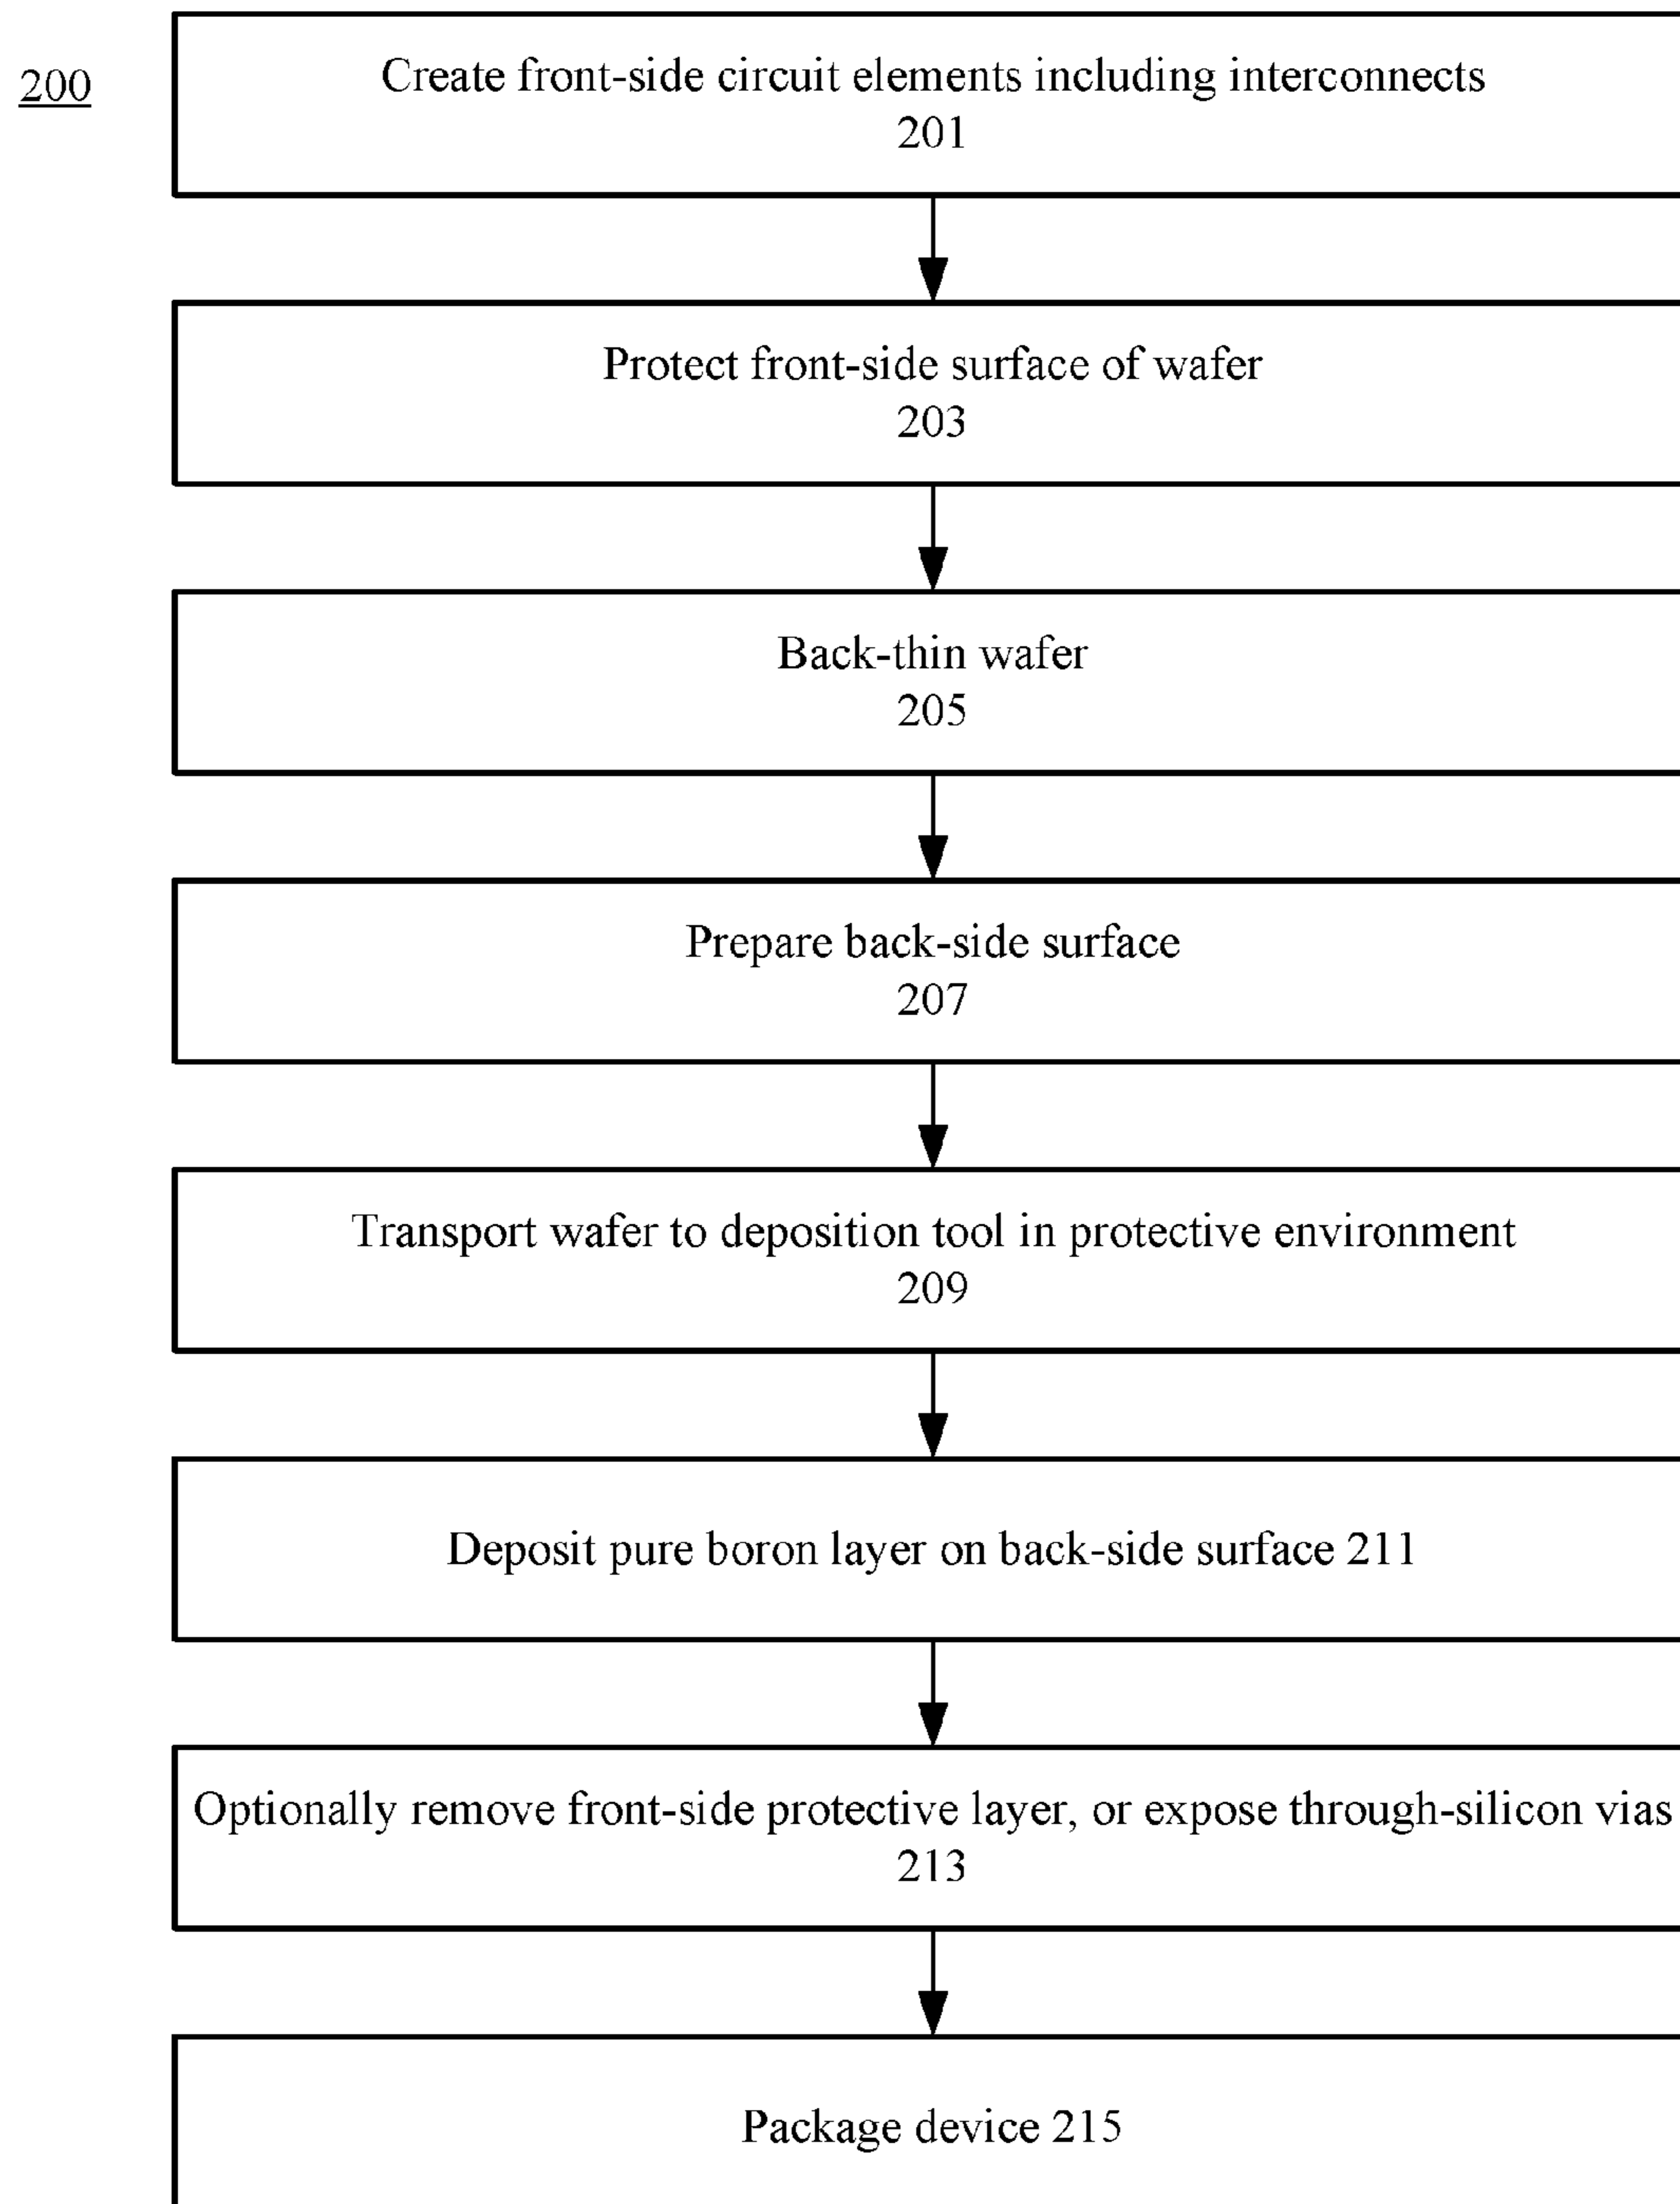 200
Create front-side circuit elements including interconnects
201
Protect front-side surface of wafer
203
Back-thin wafer
205
Prepare back-side surface
207
Transport wafer to deposition tool in protective environment
209
Deposit pure boron layer on back-side surface 211
Optionally remove front-side protective layer, or expose through-silicon vias
213
Package device 215